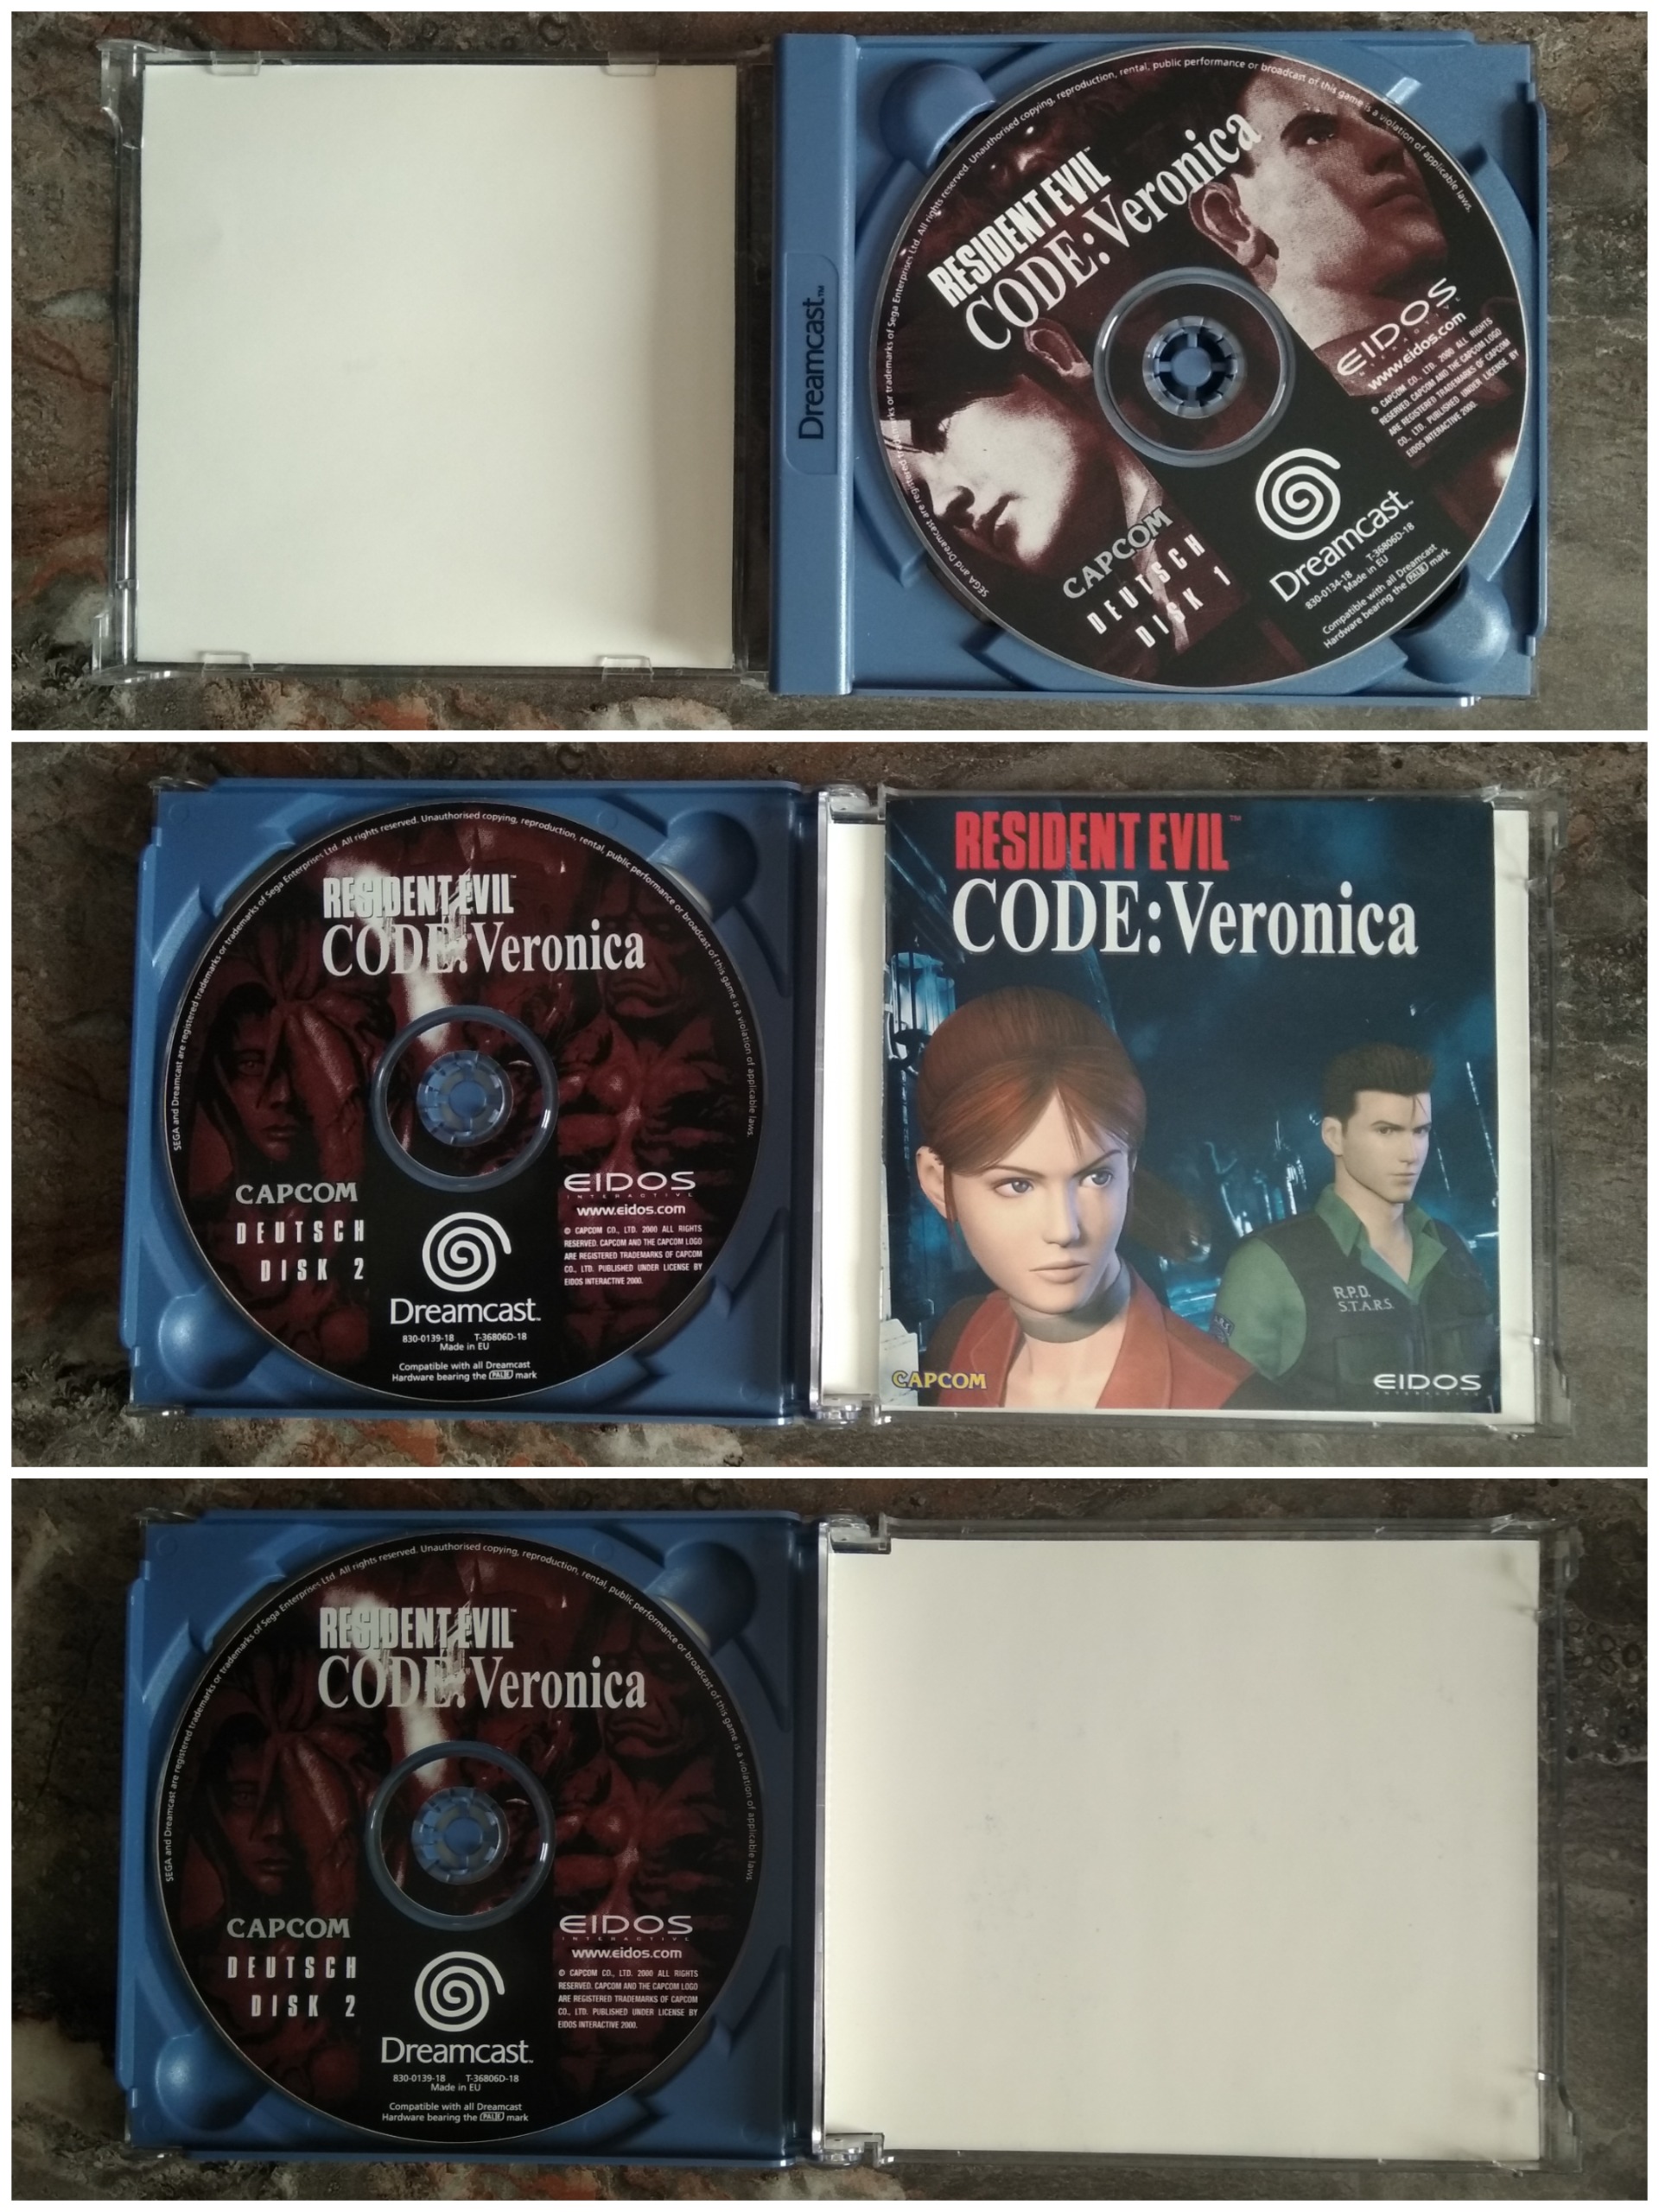 Dreamcast™
SEGA and Dreamcast are registered trademarks or trademarks of Sega Enterprises Ltd. All rights reserved. Unauthorised copying, reproduction, rental, public performance or broadcast of this game is a violation of applicable laws.
RESIDENT EVIL™
CODE: Veronica
EIDOS
INTERACTIVE
www.eidos.com
© CAPCOM CO., LTD. 2000 ALL RIGHTS
RESERVED. CAPCOM AND THE CAPCOM LOGO
ARE REGISTERED TRADEMARKS OF CAPCOM
CO., LTD. PUBLISHED UNDER LICENSE BY
EIDOS INTERACTIVE 2000.
CAPCOM
DEUTSCH
DISK 1
Dreamcast™
830-0134-18 T-36806D-18
Made in EU
Compatible with all Dreamcast
Hardware bearing the PAL/E mark
SEGA and Dreamcast are registered trademarks or trademarks of Sega Enterprises Ltd. All rights reserved. Unauthorised copying, reproduction, rental, public performance or broadcast of this game is a violation of applicable laws.
RESIDENT EVIL™
CODE: Veronica
CAPCOM
DEUTSCH
DISK 2
EIDOS
INTERACTIVE
www.eidos.com
© CAPCOM CO., LTD. 2000 ALL RIGHTS
RESERVED. CAPCOM AND THE CAPCOM LOGO
ARE REGISTERED TRADEMARKS OF CAPCOM
CO., LTD. PUBLISHED UNDER LICENSE BY
EIDOS INTERACTIVE 2000.
Dreamcast™
830-0139-18 T-36806D-18
Made in EU
Compatible with all Dreamcast
Hardware bearing the PAL/E mark
RESIDENT EVIL™
CODE: Veronica
R.P.D.
S.T.A.R.S.
CAPCOM
EIDOS
INTERACTIVE
SEGA and Dreamcast are registered trademarks or trademarks of Sega Enterprises Ltd. All rights reserved. Unauthorised copying, reproduction, rental, public performance or broadcast of this game is a violation of applicable laws.
RESIDENT EVIL™
CODE: Veronica
CAPCOM
DEUTSCH
DISK 2
EIDOS
INTERACTIVE
www.eidos.com
© CAPCOM CO., LTD. 2000 ALL RIGHTS
RESERVED. CAPCOM AND THE CAPCOM LOGO
ARE REGISTERED TRADEMARKS OF CAPCOM
CO., LTD. PUBLISHED UNDER LICENSE BY
EIDOS INTERACTIVE 2000.
Dreamcast™
830-0139-18 T-36806D-18
Made in EU
Compatible with all Dreamcast
Hardware bearing the PAL/E mark